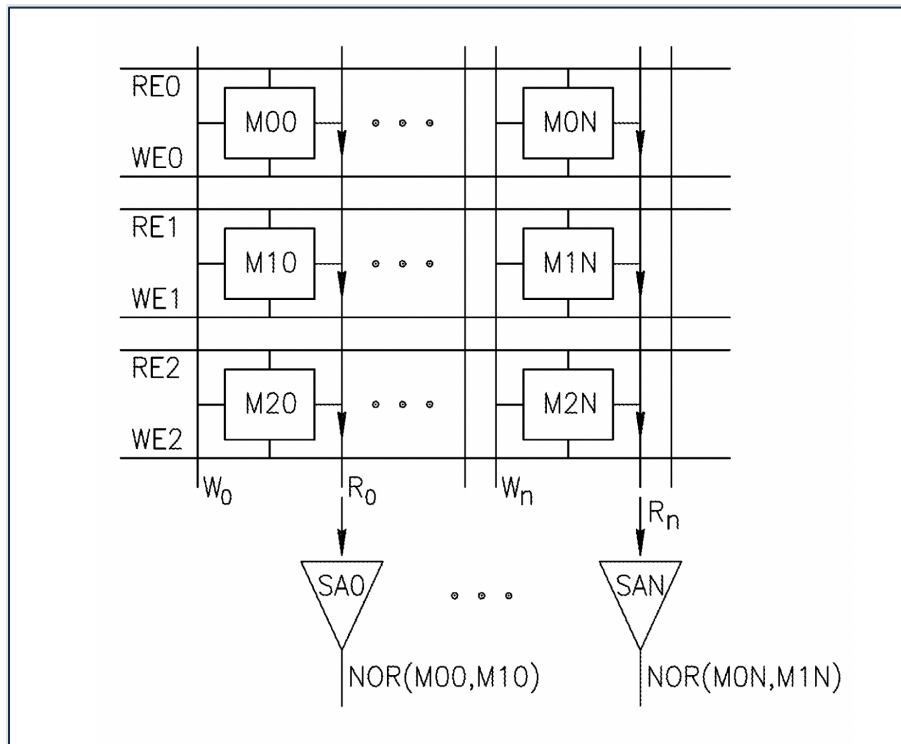 RE0
M00
M0N
WE0
RE1
M10
M1N
WE1
RE2
M20
M2N
WE2
W0
R0
Wn
Rn
SA0
SAN
NOR(M00,M10)
NOR(M0N,M1N)